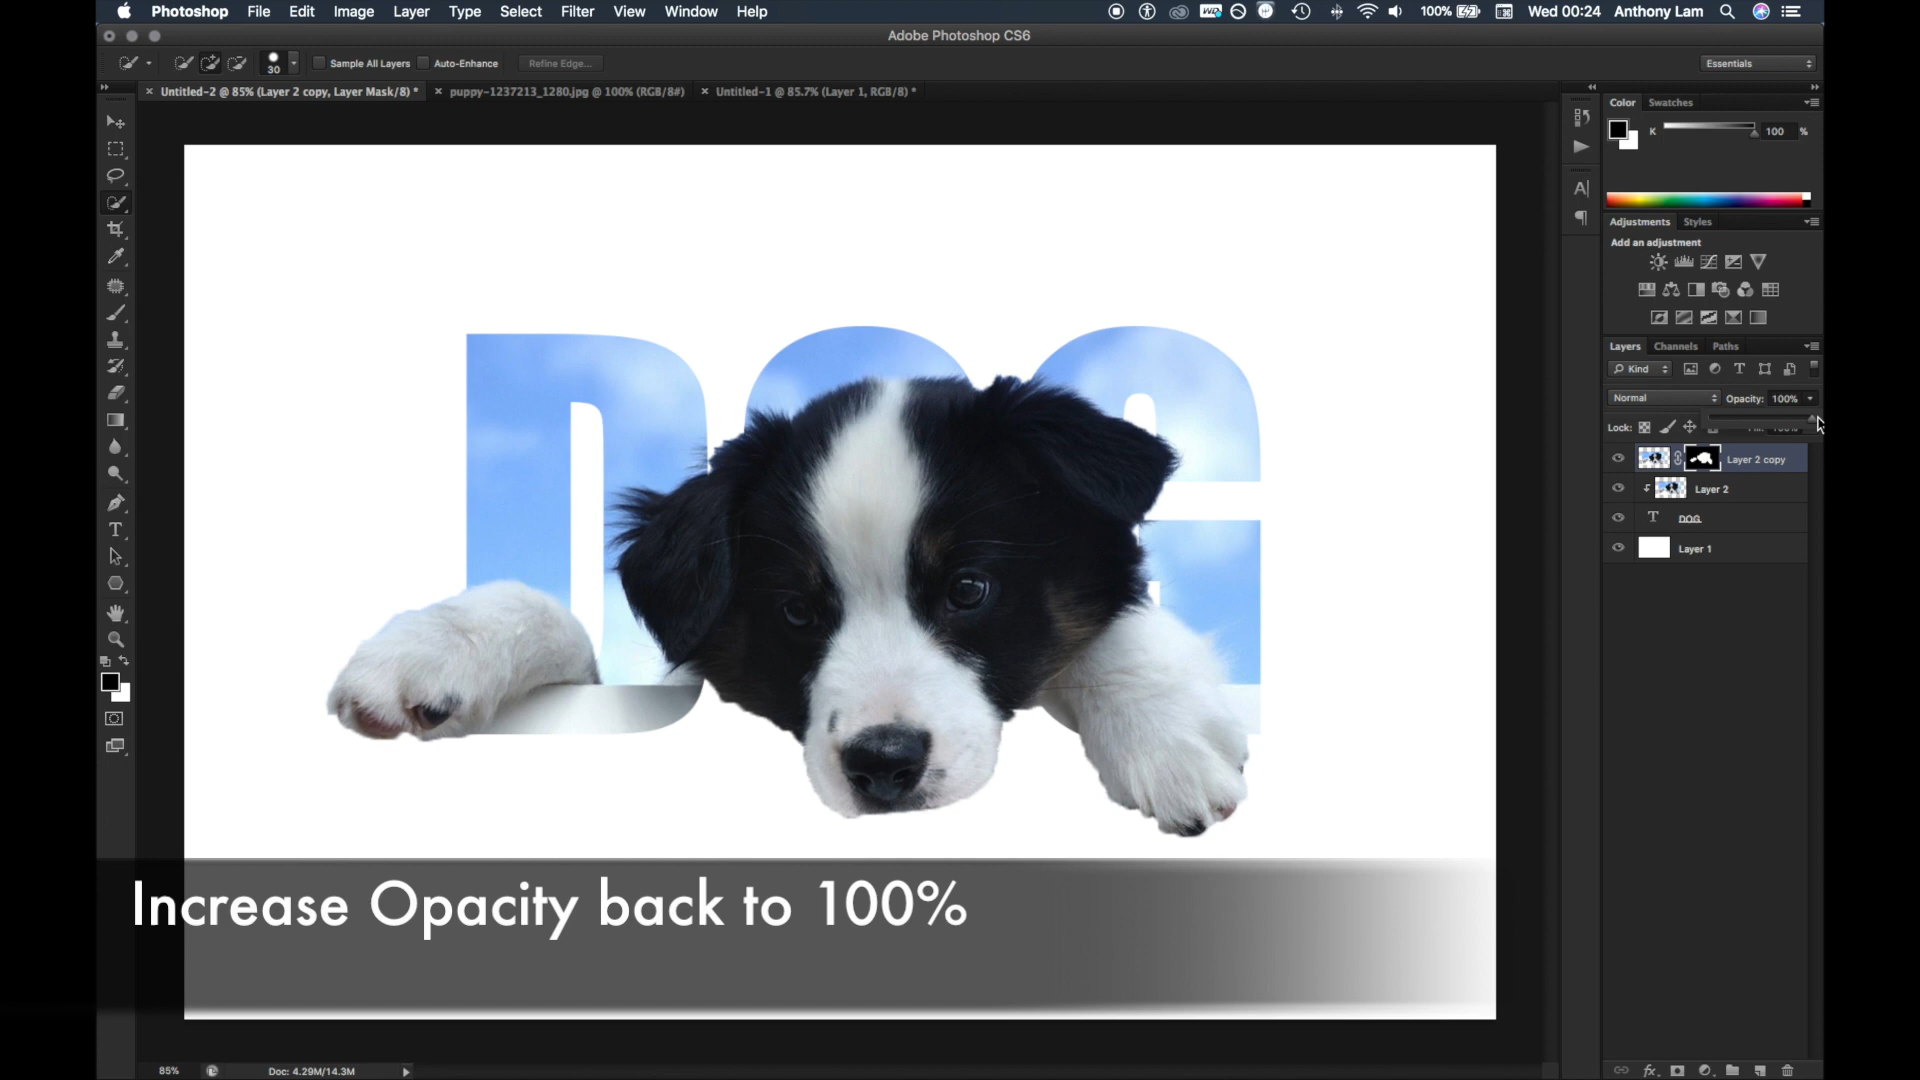 Photoshop File Edit Image Layer Type Select Filter View Window Help 100% Wed 00:24 Anthony Lam
Adobe Photoshop CS6
30 Sample All Layers Auto-Enhance Refine Edge... Essentials
Untitled-2 @ 85% (Layer 2 copy, Layer Mask/8) * puppy-1237213_1280.jpg @ 100% (RGB/8#) Untitled-1 @ 85.7% (Layer 1, RGB/8) *
Color Swatches
K 100 %
Adjustments Styles
Add an adjustment
Layers Channels Paths
Kind
Normal Opacity: 100%
Lock:
Layer 2 copy
Layer 2
DOG
Layer 1
DOG
Increase Opacity back to 100%
85% Doc: 4.29M/14.3M